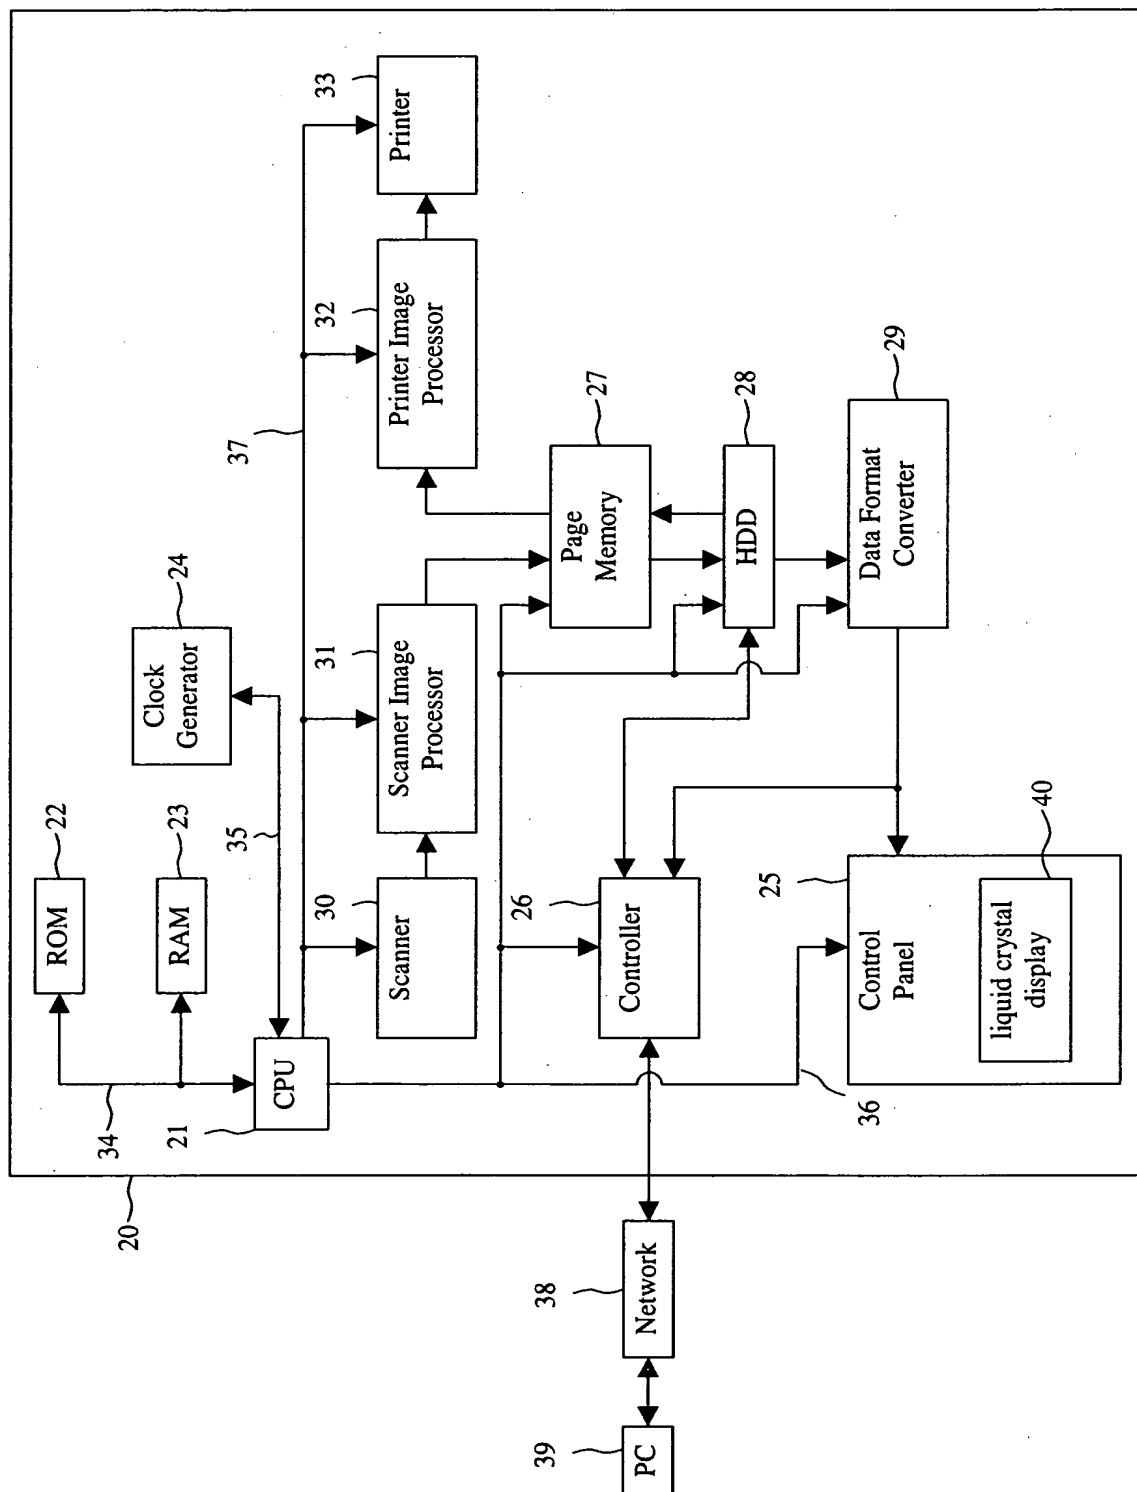 20
22
ROM
23
RAM
24
Clock
Generator
34
21
CPU
35
37
30
Scanner
31
Scanner Image
Processor
32
Printer Image
Processor
33
Printer
39
PC
38
Network
26
Controller
27
Page
Memory
28
HDD
29
Data Format
Converter
36
25
Control
Panel
40
liquid crystal
display